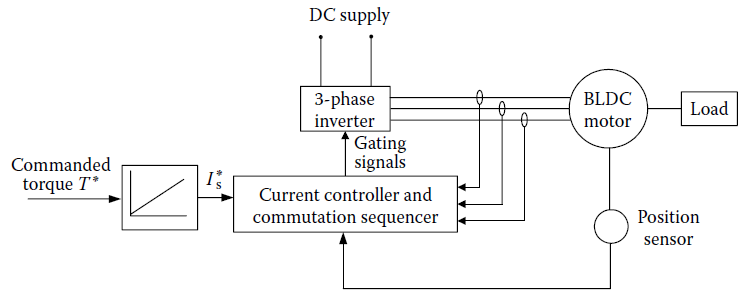 DC supply
3-phase
inverter
BLDC
motor
Load
Gating
signals
Commanded
torque T*
I*s
Current controller and
commutation sequencer
Position
sensor